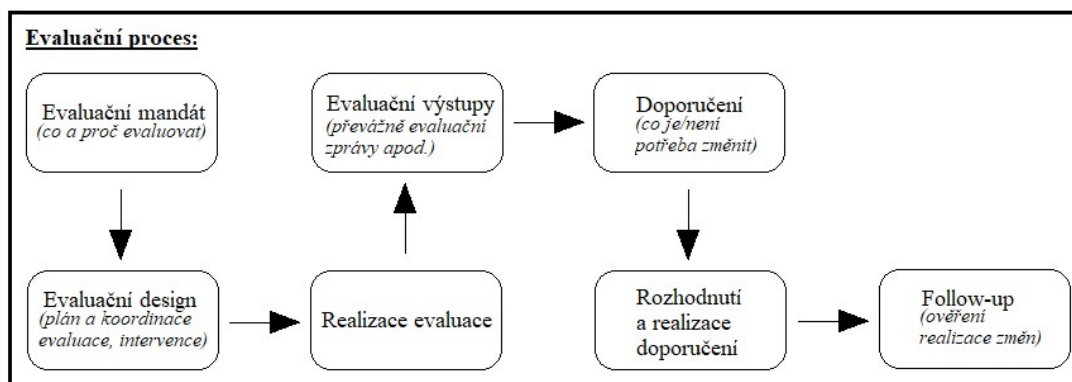 Evaluační proces:
Evaluační mandát
(co a proč evaluovat)
Evaluační design
(plán a koordinace
evaluace, intervence)
Realizace evaluace
Evaluační výstupy
(převážně evaluační
zprávy apod.)
Doporučení
(co je/není
potřeba změnit)
Rozhodnutí
a realizace
doporučení
Follow-up
(ověření
realizace změn)